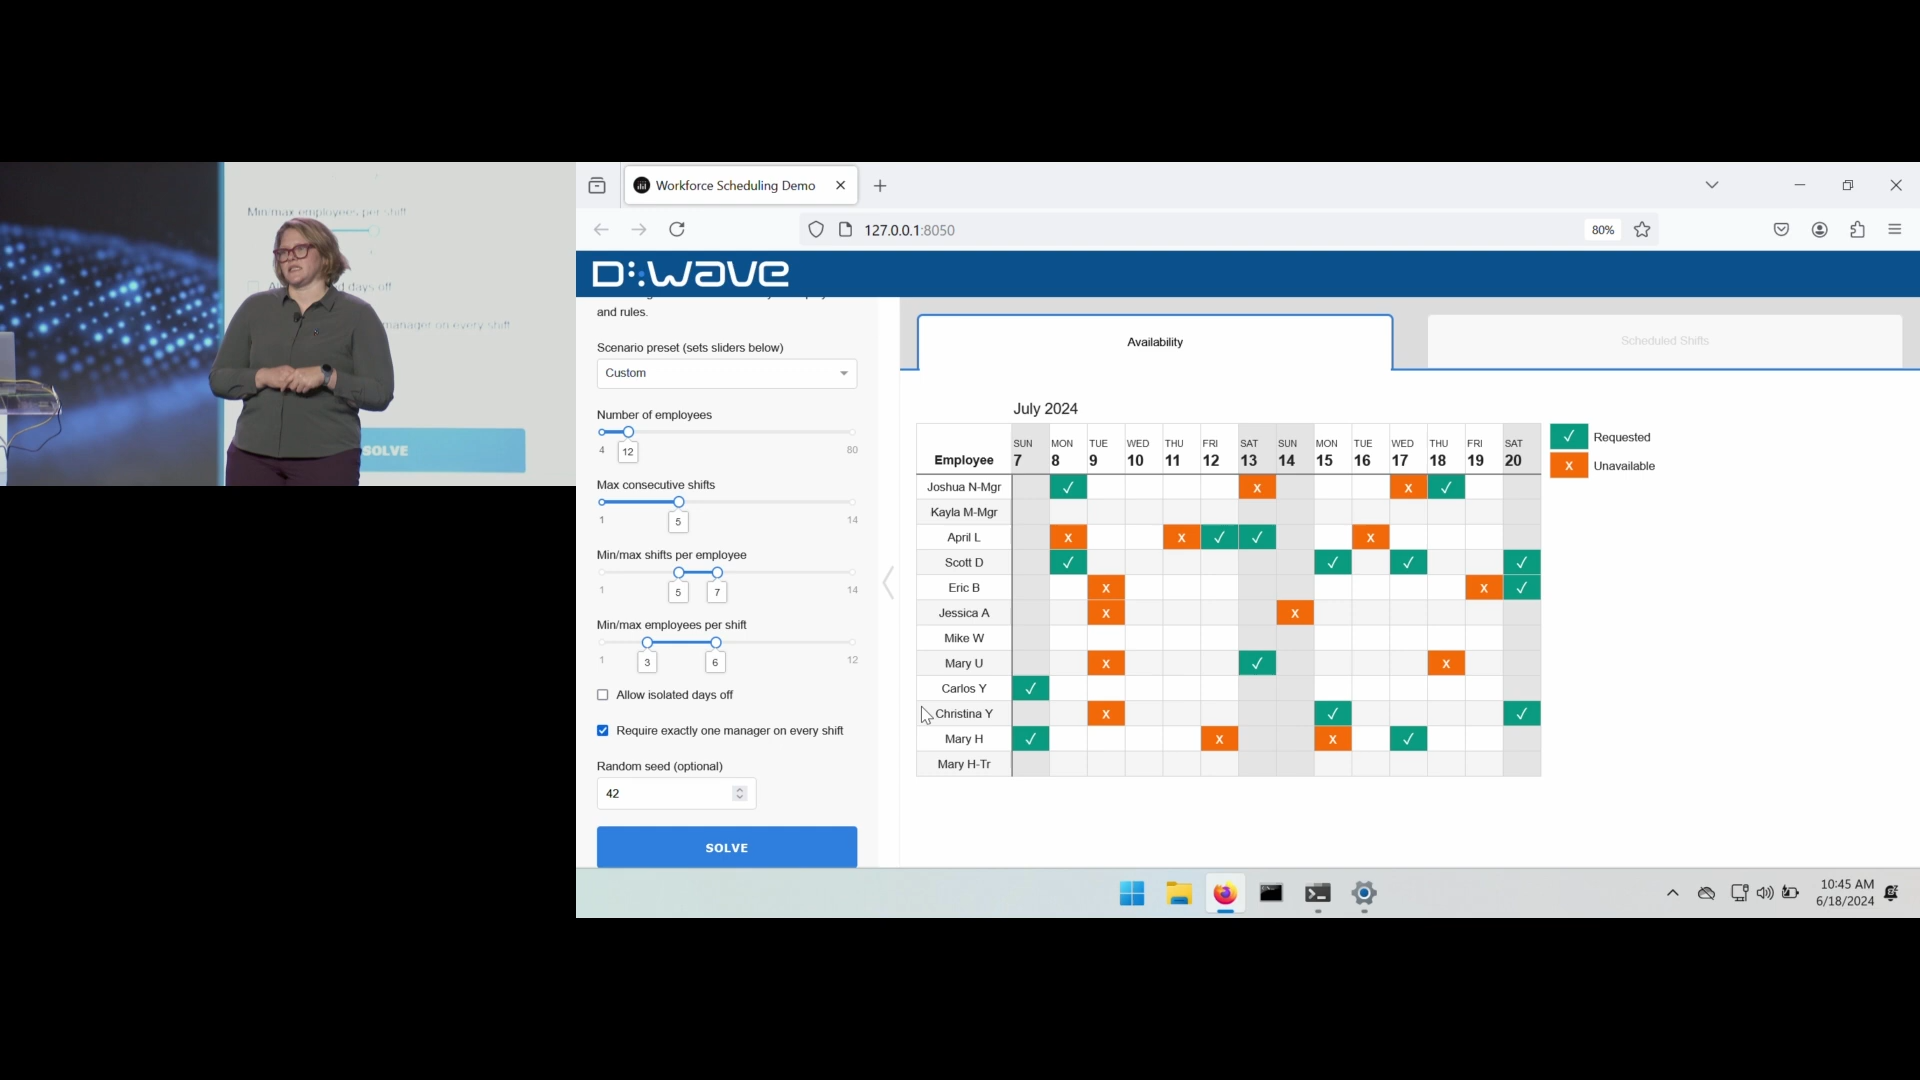 Min/max employees per shift
d days off
manager on every shift
SOLVE
Workforce Scheduling Demo
127.0.0.1:8050
80%
D:Wave
and rules.
Scenario preset (sets sliders below)
Custom
Number of employees
4 12 80
Max consecutive shifts
1 5 14
Min/max shifts per employee
1 5 7 14
Min/max employees per shift
1 3 6 12
Allow isolated days off
Require exactly one manager on every shift
Random seed (optional)
42
SOLVE
Availability
Scheduled Shifts
July 2024
SUN MON TUE WED THU FRI SAT SUN MON TUE WED THU FRI SAT
Employee 7 8 9 10 11 12 13 14 15 16 17 18 19 20
Joshua N-Mgr ✓ X X ✓
Kayla M-Mgr
April L X X ✓ ✓ X
Scott D ✓ ✓ ✓ ✓
Eric B X X ✓
Jessica A X X
Mike W
Mary U X ✓ X
Carlos Y ✓
Christina Y X ✓ ✓
Mary H ✓ X X ✓
Mary H-Tr
✓ Requested
X Unavailable
10:45 AM
6/18/2024